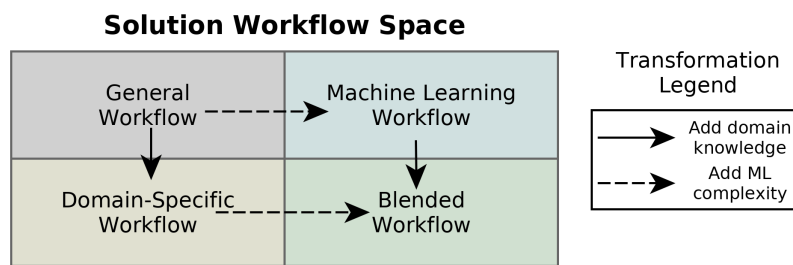 Solution Workflow Space
General
Workflow
Machine Learning
Workflow
Domain-Specific
Workflow
Blended
Workflow
Transformation
Legend
Add domain
knowledge
Add ML
complexity